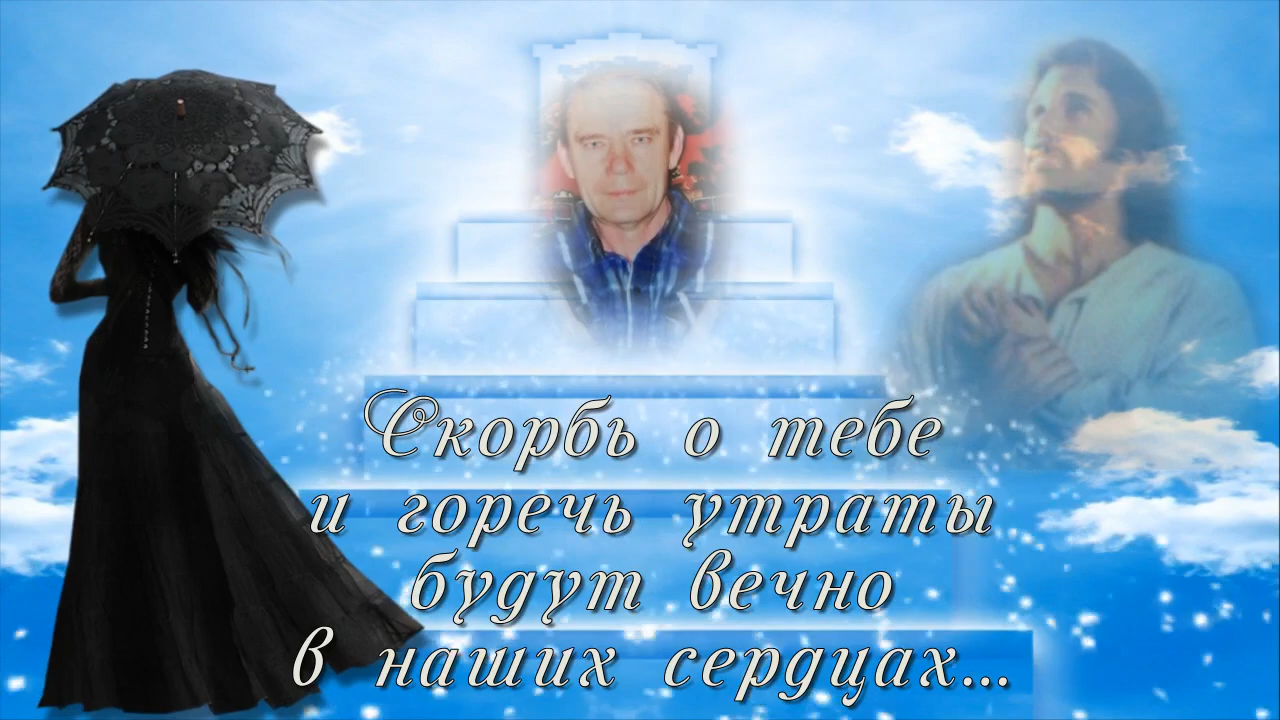 Скорбь о тебе
и горечь утраты
будут вечно
в наших сердцах...